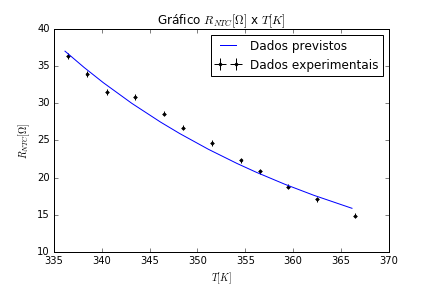 Gráfico R_NTC[Ω] x T[K]
Dados previstos
Dados experimentais
R_NTC[Ω]
40
35
30
25
20
15
10
335 340 345 350 355 360 365 370
T[K]